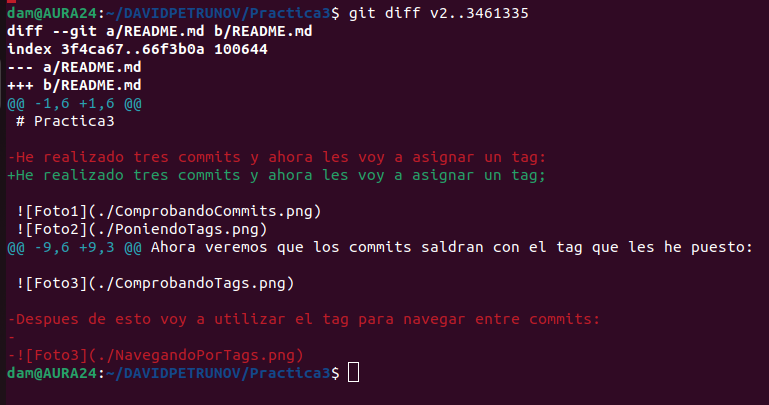 dam@AURA24:~/DAVIDPETRUNOV/Practica3$ git diff v2..3461335
diff --git a/README.md b/README.md
index 3f4ca67..66f3b0a 100644
--- a/README.md
+++ b/README.md
@@ -1,6 +1,6 @@
 # Practica3

-He realizado tres commits y ahora les voy a asignar un tag:
+He realizado tres commits y ahora les voy a asignar un tag;

 ![Foto1](./ComprobandoCommits.png)
 ![Foto2](./PoniendoTags.png)
@@ -9,6 +9,3 @@ Ahora veremos que los commits saldran con el tag que les he puesto:

 ![Foto3](./ComprobandoTags.png)

-Despues de esto voy a utilizar el tag para navegar entre commits:
-
-![Foto3](./NavegandoPorTags.png)
dam@AURA24:~/DAVIDPETRUNOV/Practica3$